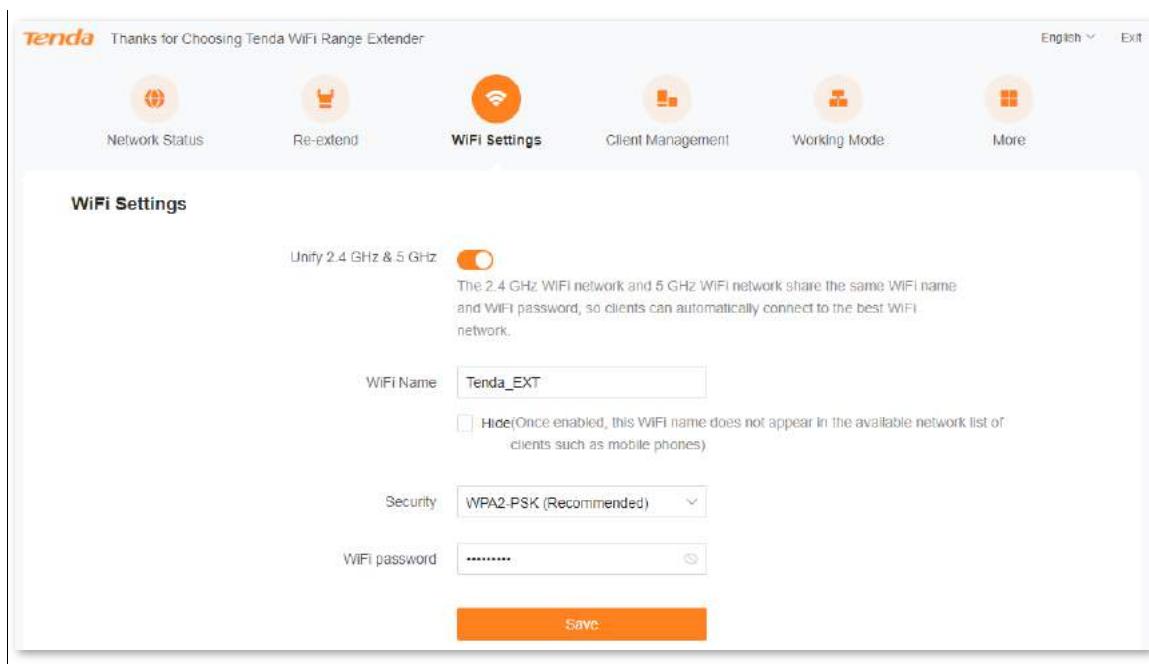 Tenda Thanks for Choosing Tenda WiFi Range Extender English Exit
Network Status Re-extend WiFi Settings Client Management Working Mode More
WiFi Settings
Unify 2.4 GHz & 5 GHz
The 2.4 GHz WiFi network and 5 GHz WiFi network share the same WiFi name
and WiFi password, so clients can automatically connect to the best WiFi
network.
WiFi Name Tenda_EXT
Hide(Once enabled, this WiFi name does not appear in the available network list of
clients such as mobile phones)
Security WPA2-PSK (Recommended)
WiFi password •••••••••
Save